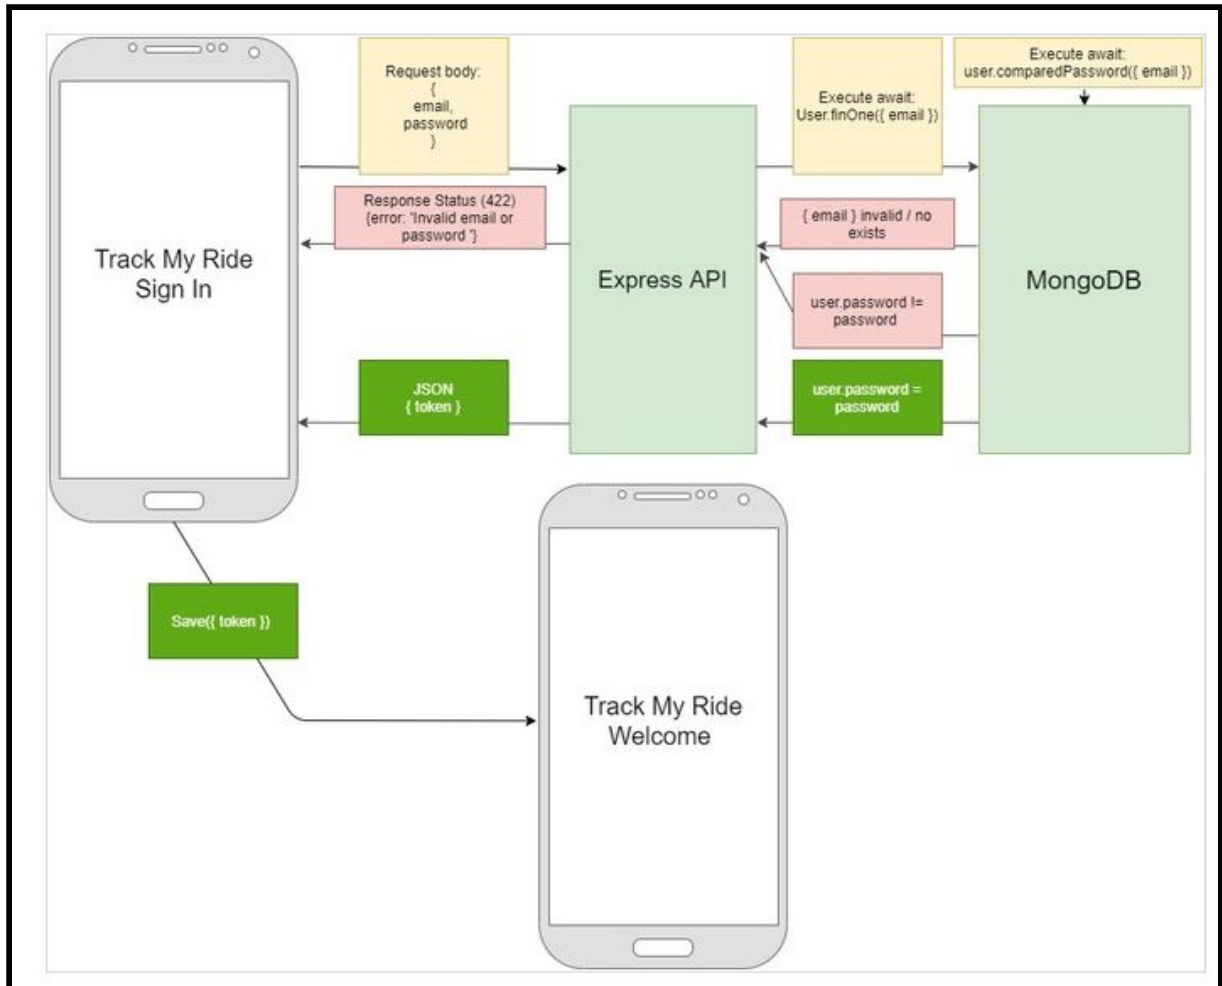 Request body:
{
email,
password
}
Execute await:
User.finOne({ email })
Execute await:
user.comparedPassword({ email })
Response Status (422)
{error: 'Invalid email or
password '}
{ email } invalid / no
exists
Track My Ride
Sign In
Express API
MongoDB
user.password !=
password
JSON
{ token }
user.password =
password
Save({ token })
Track My Ride
Welcome